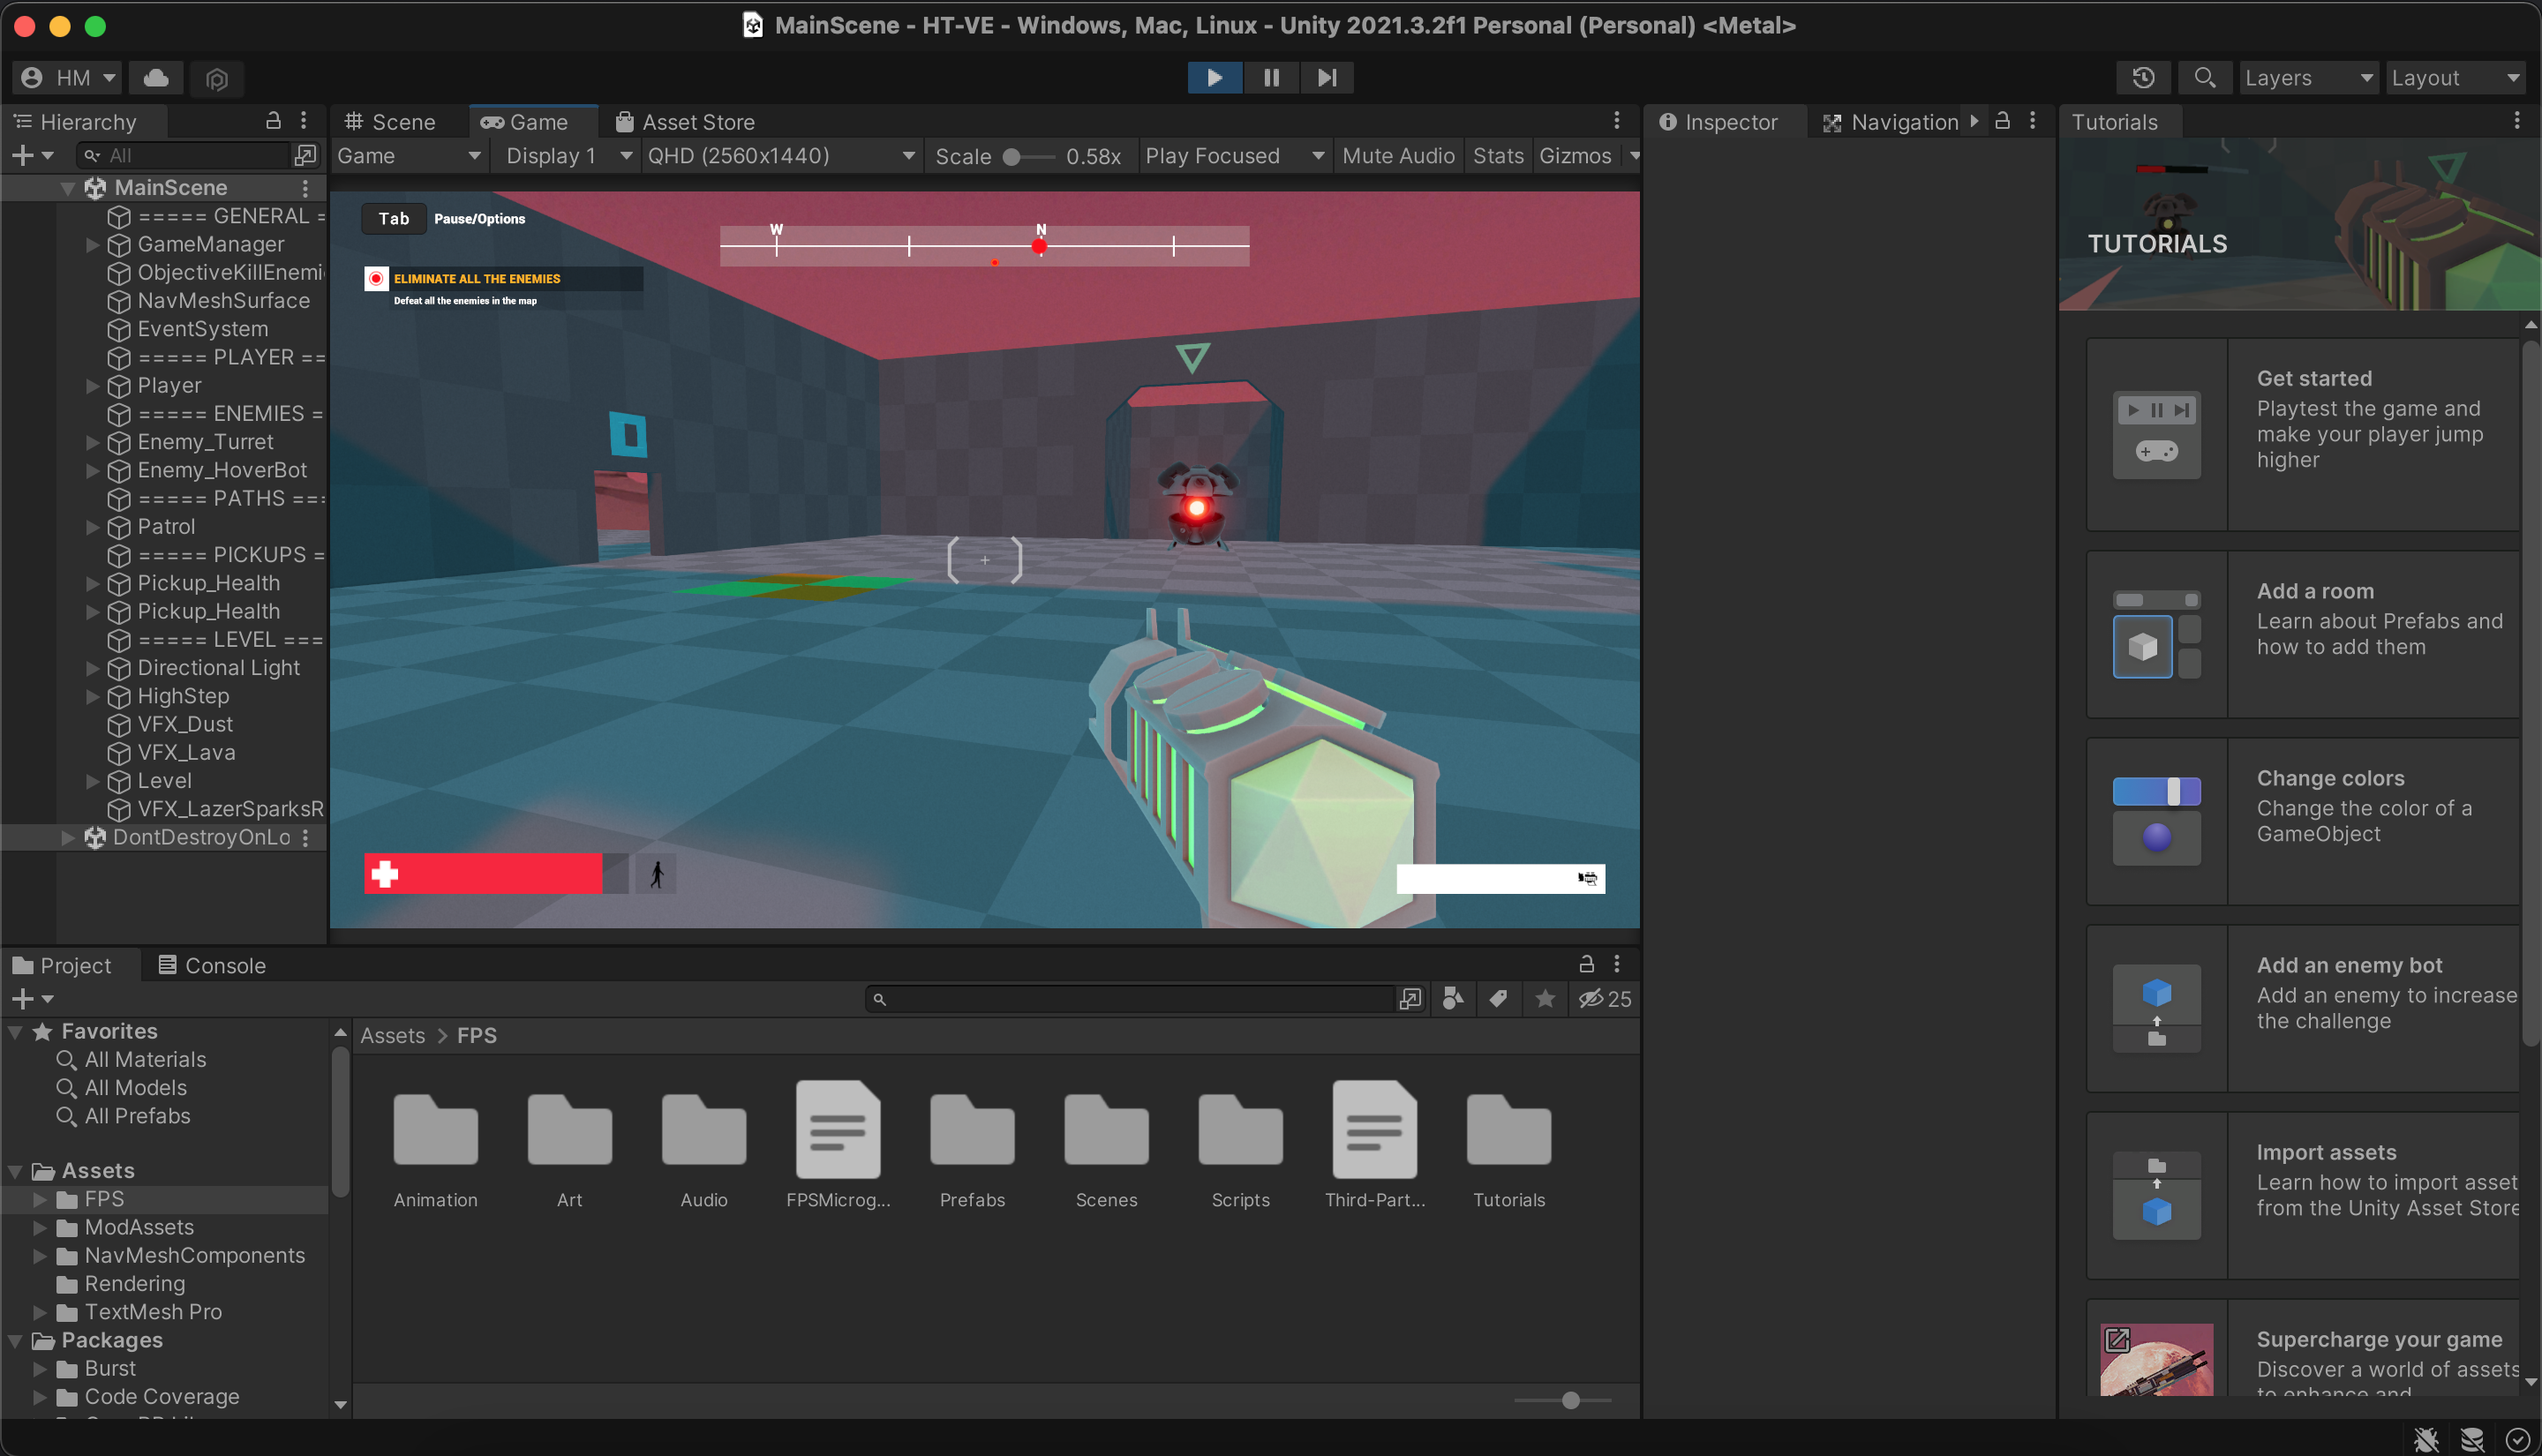 MainScene - HT-VE - Windows, Mac, Linux - Unity 2021.3.2f1 Personal (Personal) <Metal>
HM
Layers
Layout
Hierarchy
All
MainScene
===== GENERAL =
GameManager
ObjectiveKillEnemi
NavMeshSurface
EventSystem
===== PLAYER ==
Player
===== ENEMIES =
Enemy_Turret
Enemy_HoverBot
===== PATHS ===
Patrol
===== PICKUPS =
Pickup_Health
Pickup_Health
===== LEVEL ===
Directional Light
HighStep
VFX_Dust
VFX_Lava
Level
VFX_LazerSparksR
DontDestroyOnLo
Scene
Game
Asset Store
Game
Display 1
QHD (2560x1440)
Scale
0.58x
Play Focused
Mute Audio
Stats
Gizmos
Tab
Pause/Options
W
N
ELIMINATE ALL THE ENEMIES
Defeat all the enemies in the map
Inspector
Navigation
Tutorials
TUTORIALS
Get started
Playtest the game and
make your player jump
higher
Add a room
Learn about Prefabs and
how to add them
Change colors
Change the color of a
GameObject
Add an enemy bot
Add an enemy to increase
the challenge
Import assets
Learn how to import asset
from the Unity Asset Store
Supercharge your game
Discover a world of assets
to enhance and
Project
Console
25
Favorites
All Materials
All Models
All Prefabs
Assets
FPS
ModAssets
NavMeshComponents
Rendering
TextMesh Pro
Packages
Burst
Code Coverage
Assets > FPS
Animation
Art
Audio
FPSMicrog...
Prefabs
Scenes
Scripts
Third-Part...
Tutorials